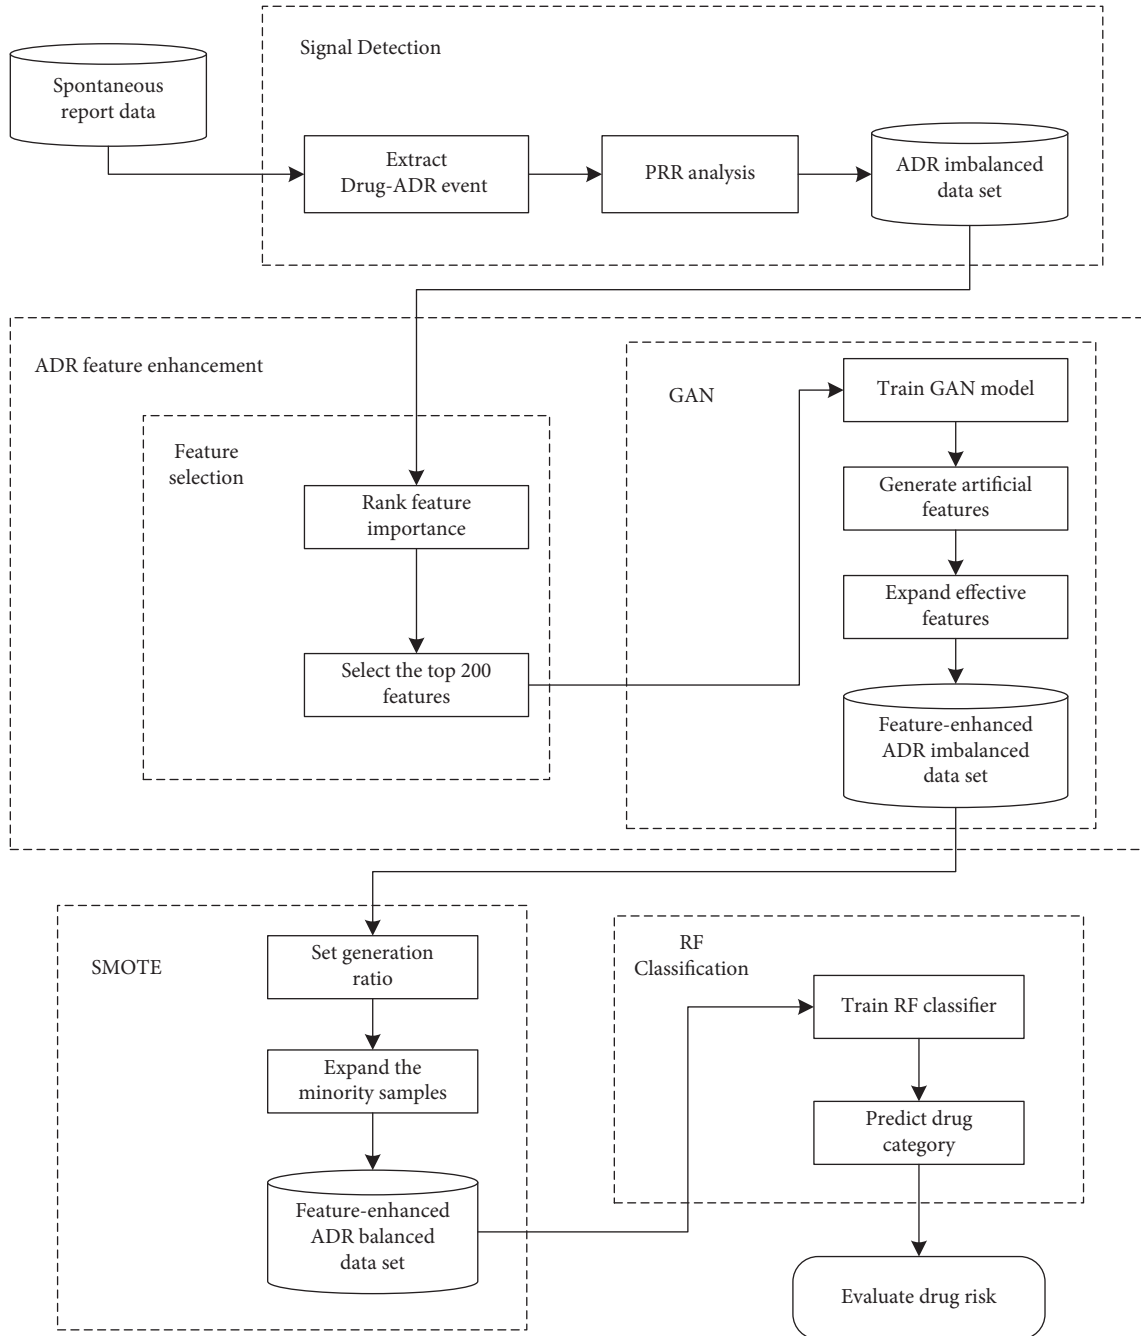 Signal Detection
Spontaneous
report data
Extract
Drug-ADR event
PRR analysis
ADR imbalanced
data set
ADR feature enhancement
GAN
Train GAN model
Feature
selection
Generate artificial
features
Rank feature
importance
Expand effective
features
Select the top 200
features
Feature-enhanced
ADR imbalanced
data set
SMOTE
Set generation
ratio
RF
Classification
Train RF classifier
Expand the
minority samples
Predict drug
category
Feature-enhanced
ADR balanced
data set
Evaluate drug risk